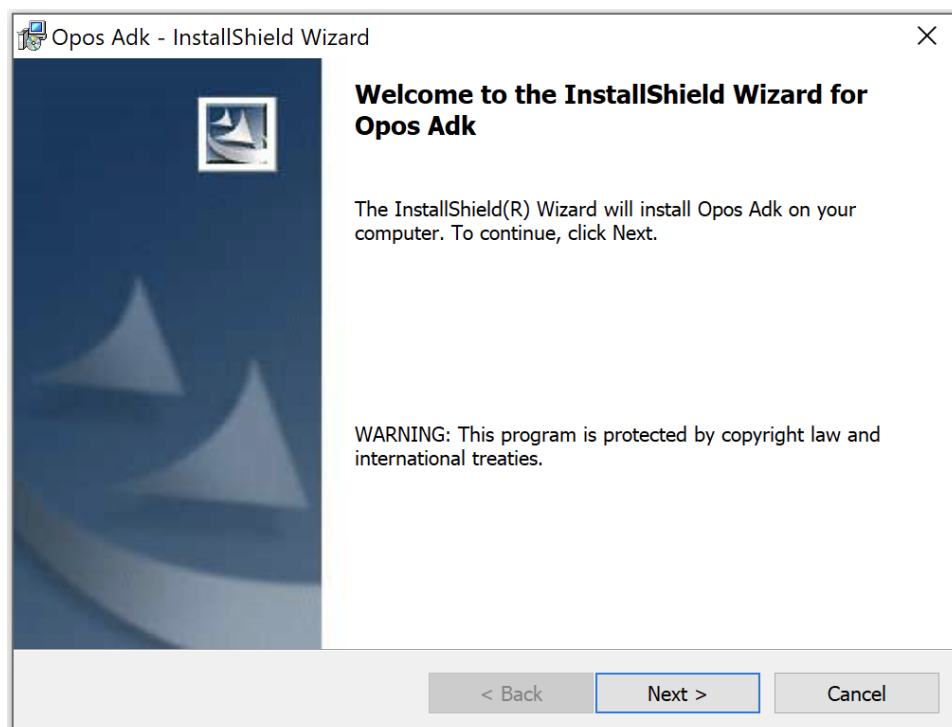 Opos Adk - InstallShield Wizard
Welcome to the InstallShield Wizard for
Opos Adk
The InstallShield(R) Wizard will install Opos Adk on your
computer. To continue, click Next.
WARNING: This program is protected by copyright law and
international treaties.
< Back
Next >
Cancel